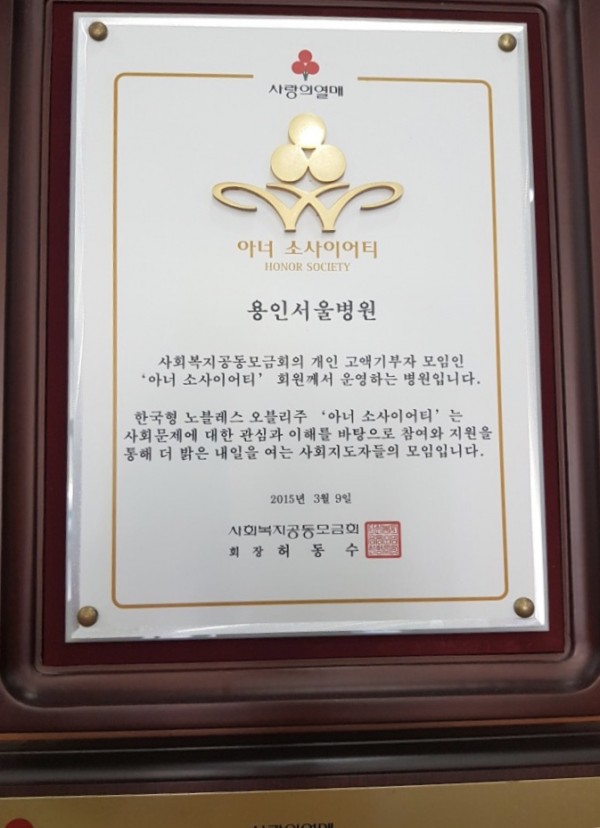 사랑의열매
아너 소사이어티
HONOR SOCIETY
용인서울병원
사회복지공동모금회의 개인 고액기부자 모임인
‘아너 소사이어티’ 회원께서 운영하는 병원입니다.
한국형 노블레스 오블리주 ‘아너 소사이어티’는
사회문제에 대한 관심과 이해를 바탕으로 참여와 지원을
통해 더 밝은 내일을 여는 사회지도자들의 모임입니다.
2015년 3월 9일
사회복지공동모금회
회 장 허 동 수
사랑의열매